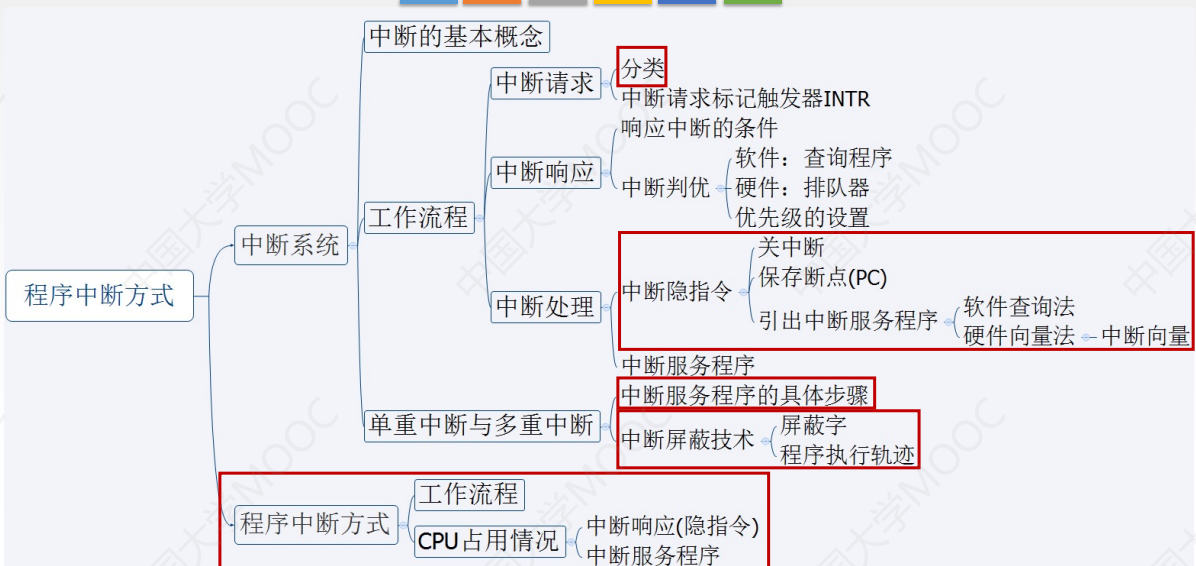 中断的基本概念
分类
中断请求
中断请求标记触发器INTR
响应中断的条件
软件：查询程序
中断响应
中断判优
硬件：排队器
优先级的设置
工作流程
中断系统
关中断
保存断点(PC)
程序中断方式
中断处理
中断隐指令
引出中断服务程序
软件查询法
硬件向量法
中断向量
中断服务程序
中断服务程序的具体步骤
单重中断与多重中断
中断屏蔽技术
屏蔽字
程序执行轨迹
工作流程
程序中断方式
CPU占用情况
中断响应(隐指令)
中断服务程序
中国大学MOOC